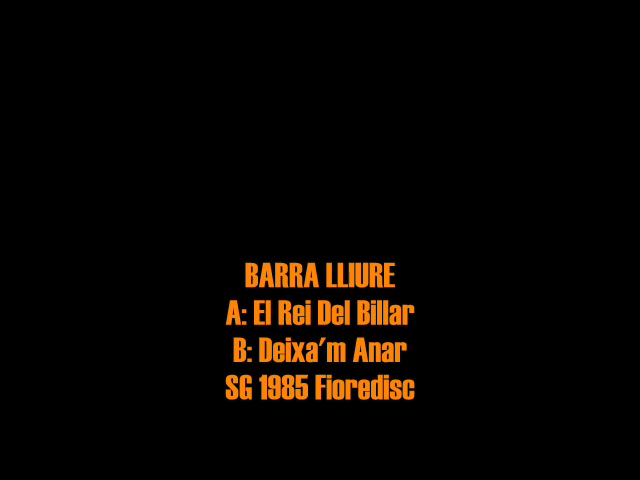 BARRA LLIURE
A: El Rei Del Billar
B: Deixa'm Anar
SG 1985 Fioredisc